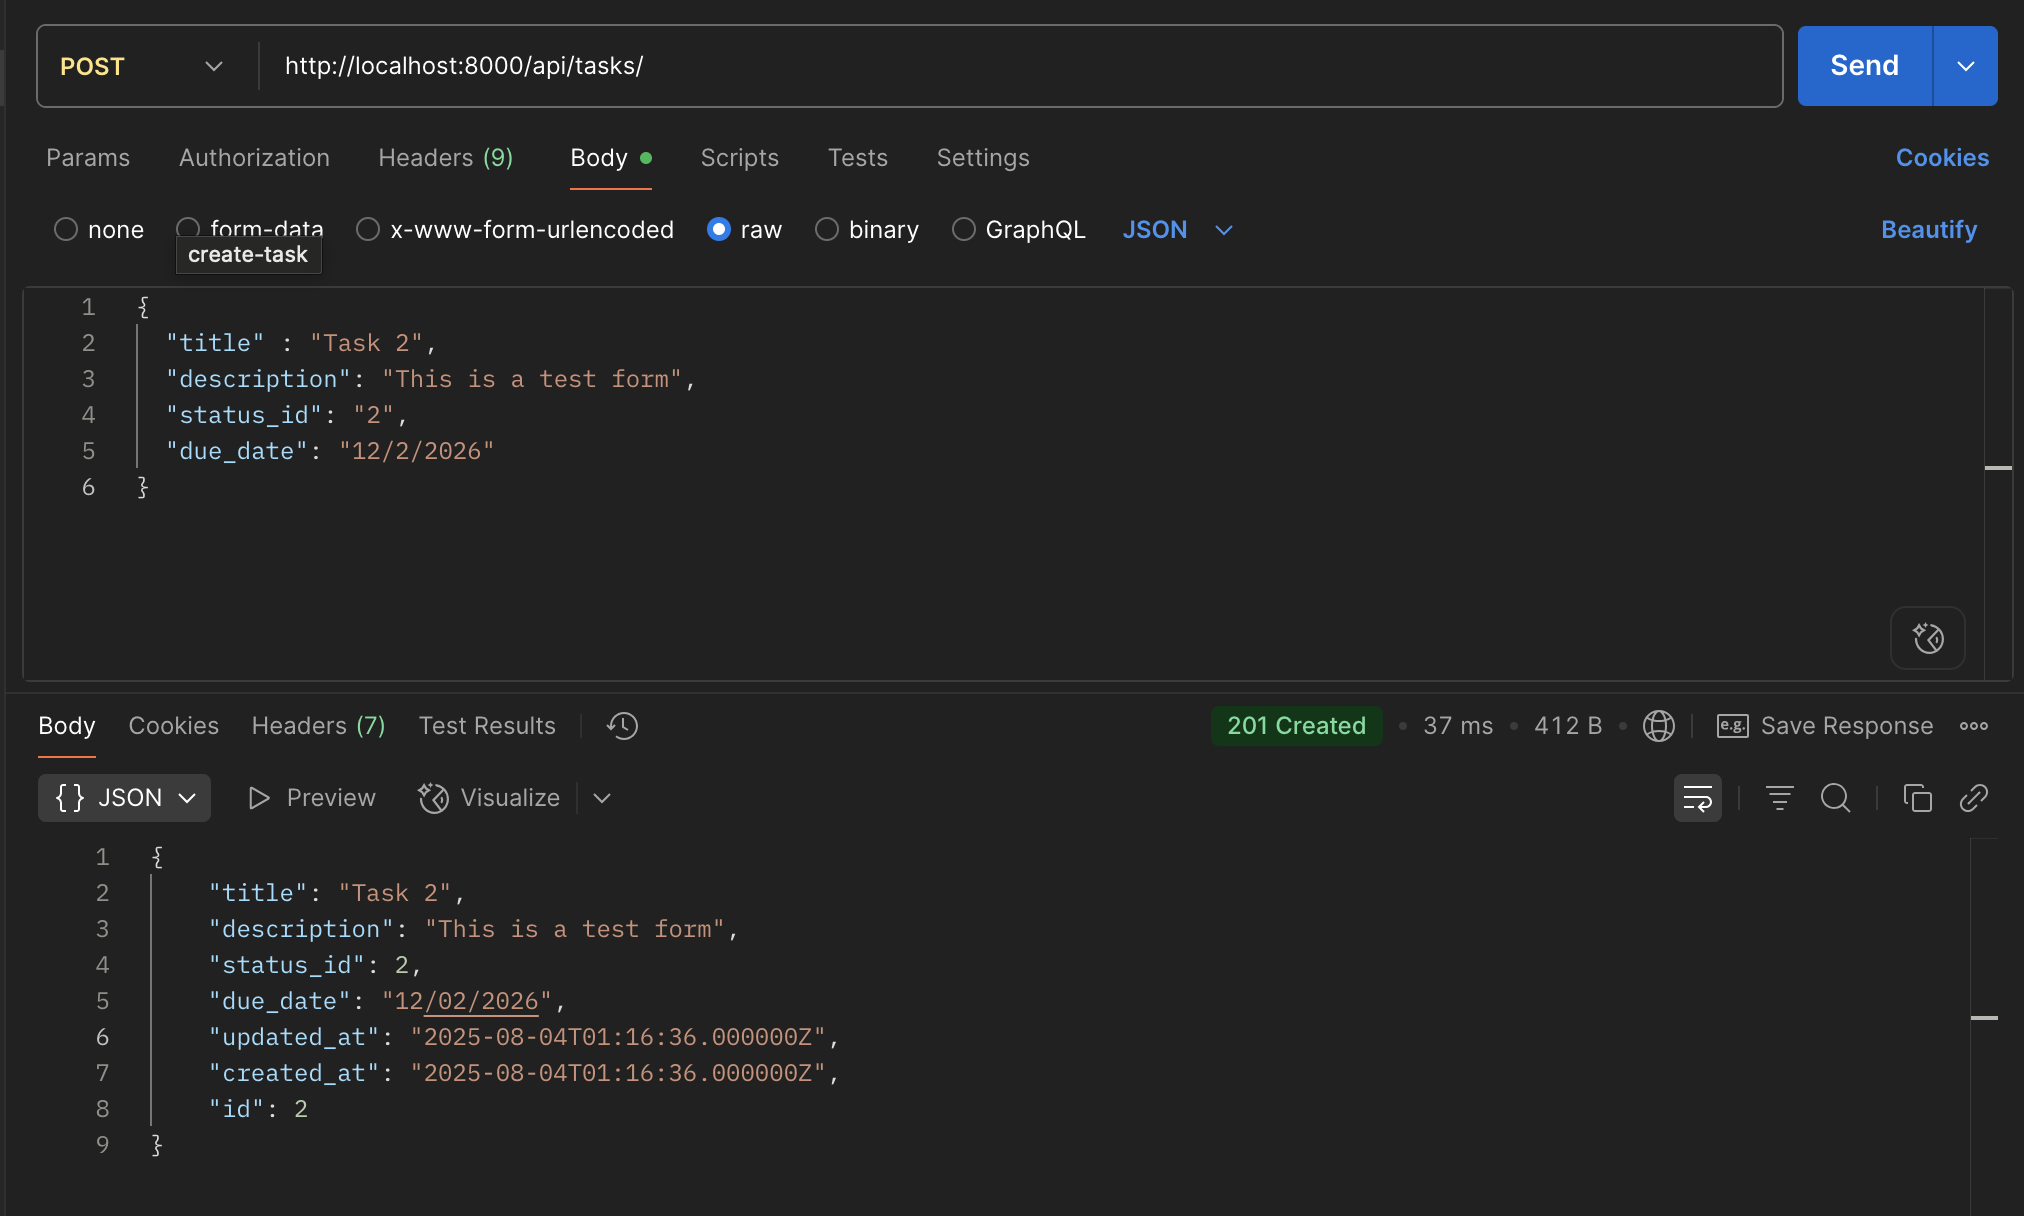 POST http://localhost:8000/api/tasks/ Send
Params Authorization Headers (9) Body Scripts Tests Settings Cookies
none form-data x-www-form-urlencoded raw binary GraphQL JSON Beautify
create-task
1 {
2 "title" : "Task 2",
3 "description": "This is a test form",
4 "status_id": "2",
5 "due_date": "12/2/2026"
6 }
Body Cookies Headers (7) Test Results 201 Created • 37 ms • 412 B • e.g. Save Response
{} JSON Preview Visualize
1 {
2 "title": "Task 2",
3 "description": "This is a test form",
4 "status_id": 2,
5 "due_date": "12/02/2026",
6 "updated_at": "2025-08-04T01:16:36.000000Z",
7 "created_at": "2025-08-04T01:16:36.000000Z",
8 "id": 2
9 }